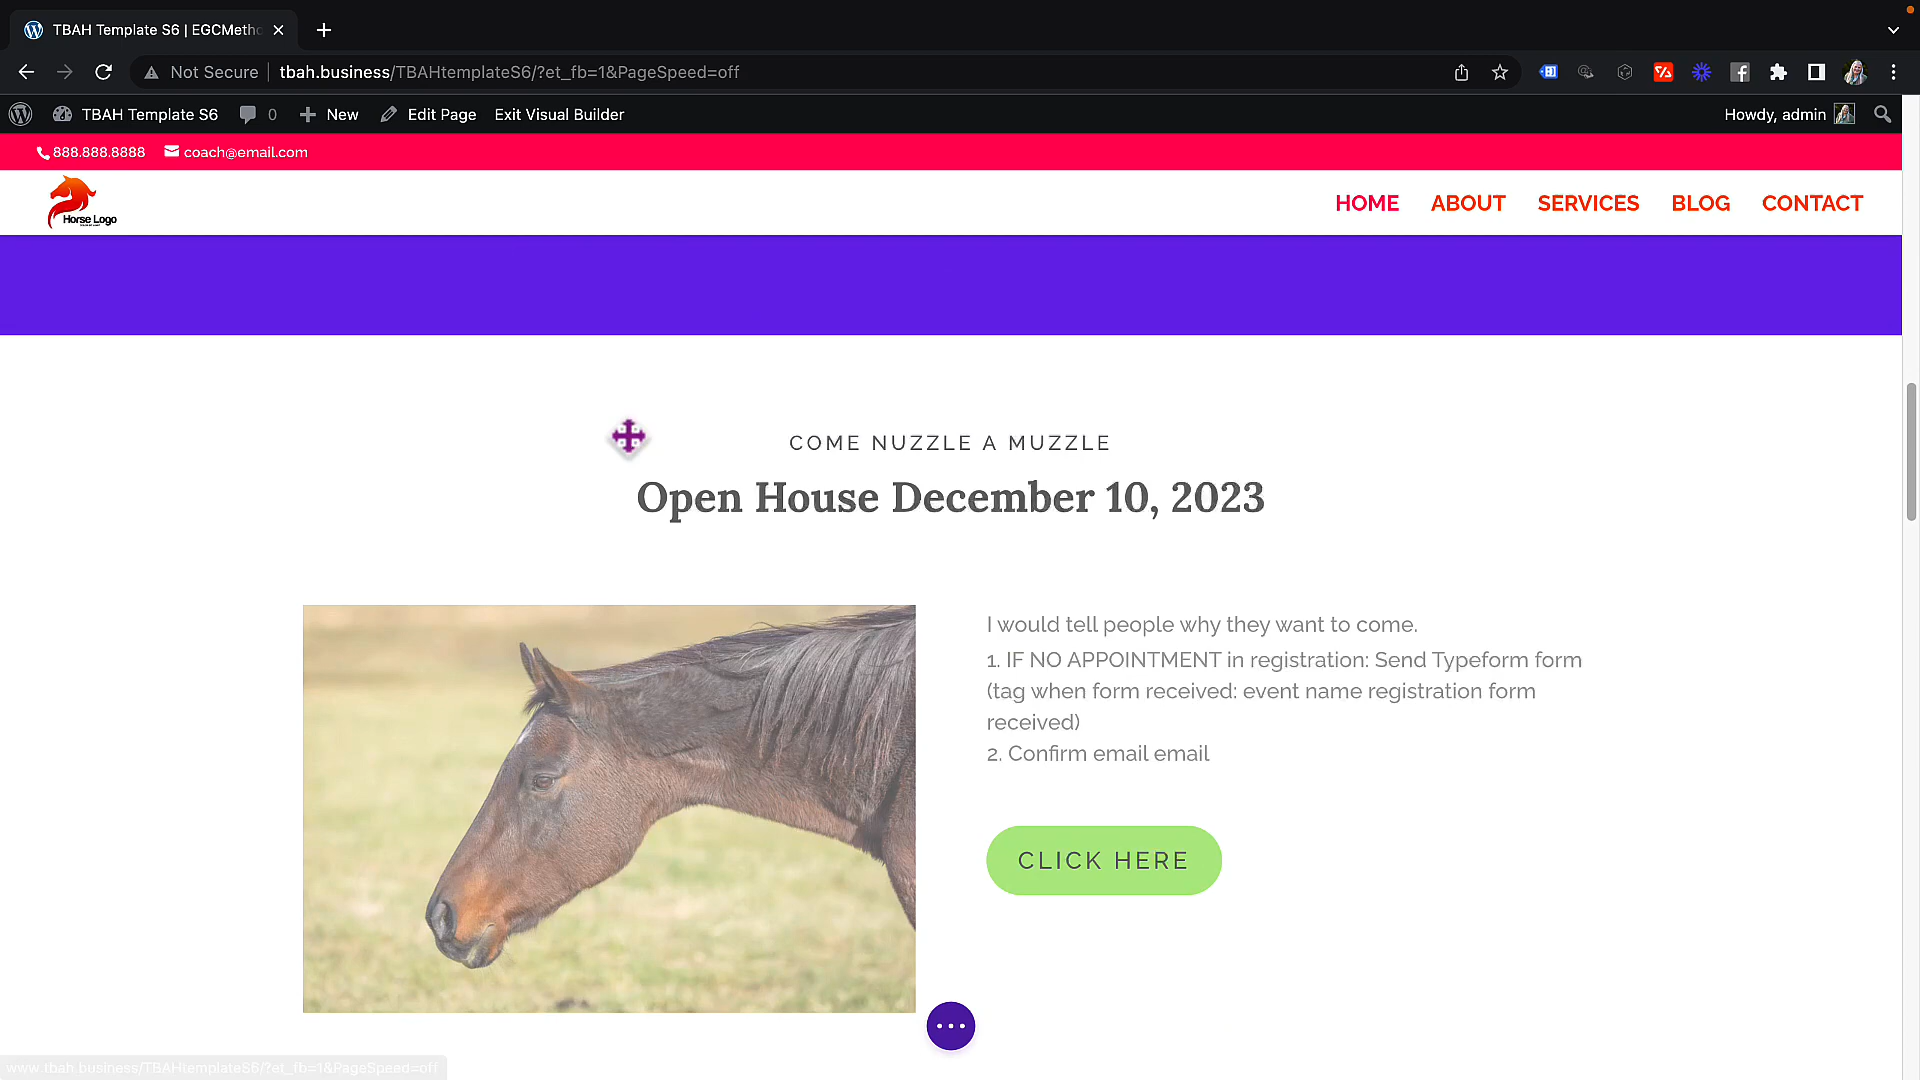 TBAH Template S6 | EGCMetho
Not Secure
tbah.business/TBAHtemplateS6/?et_fb=1&PageSpeed=off
TBAH Template S6
0
New
Edit Page
Exit Visual Builder
Howdy, admin
888.888.8888
coach@email.com
Horse Logo
HOME
ABOUT
SERVICES
BLOG
CONTACT
COME NUZZLE A MUZZLE
Open House December 10, 2023
I would tell people why they want to come.
1. IF NO APPOINTMENT in registration: Send Typeform form
(tag when form received: event name registration form
received)
2. Confirm email email
CLICK HERE
www.tbah.business/TBAHtemplateS6/?et_fb=1&PageSpeed=off